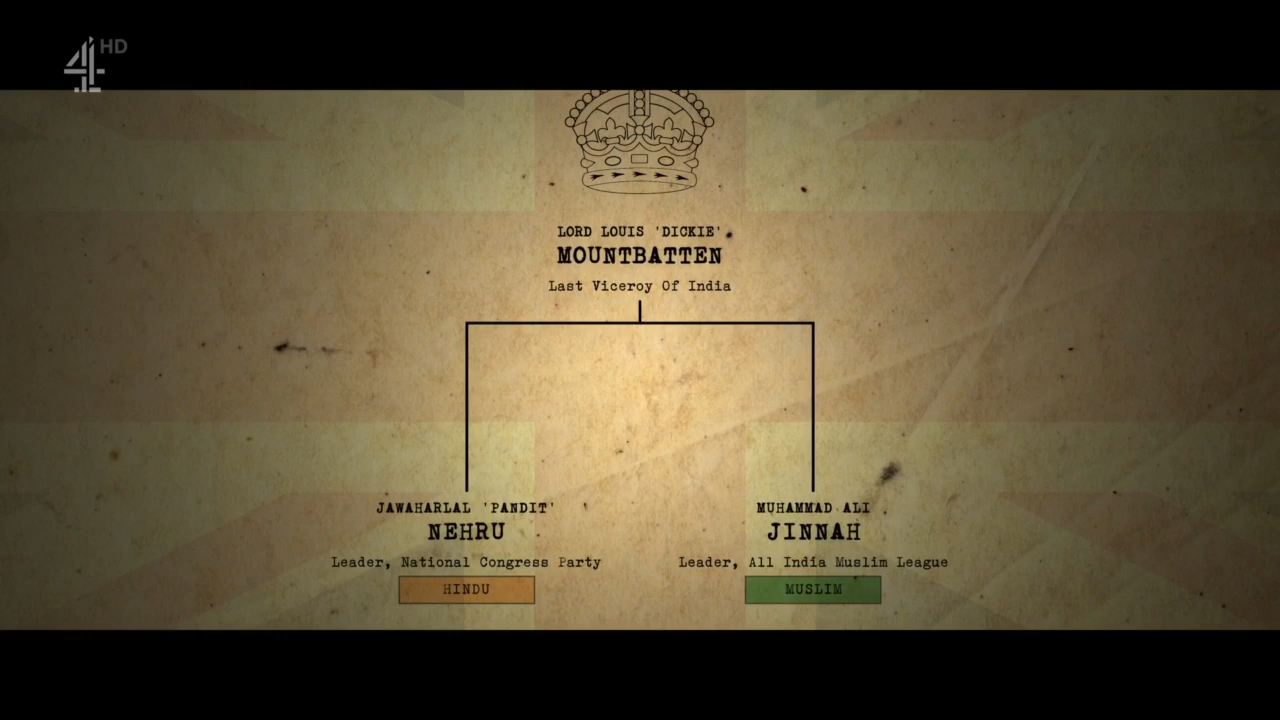 4 HD
LORD LOUIS 'DICKIE'
MOUNTBATTEN
Last Viceroy Of India
JAWAHARLAL 'PANDIT'
NEHRU
Leader, National Congress Party
HINDU
MUHAMMAD ALI
JINNAH
Leader, All India Muslim League
MUSLIM